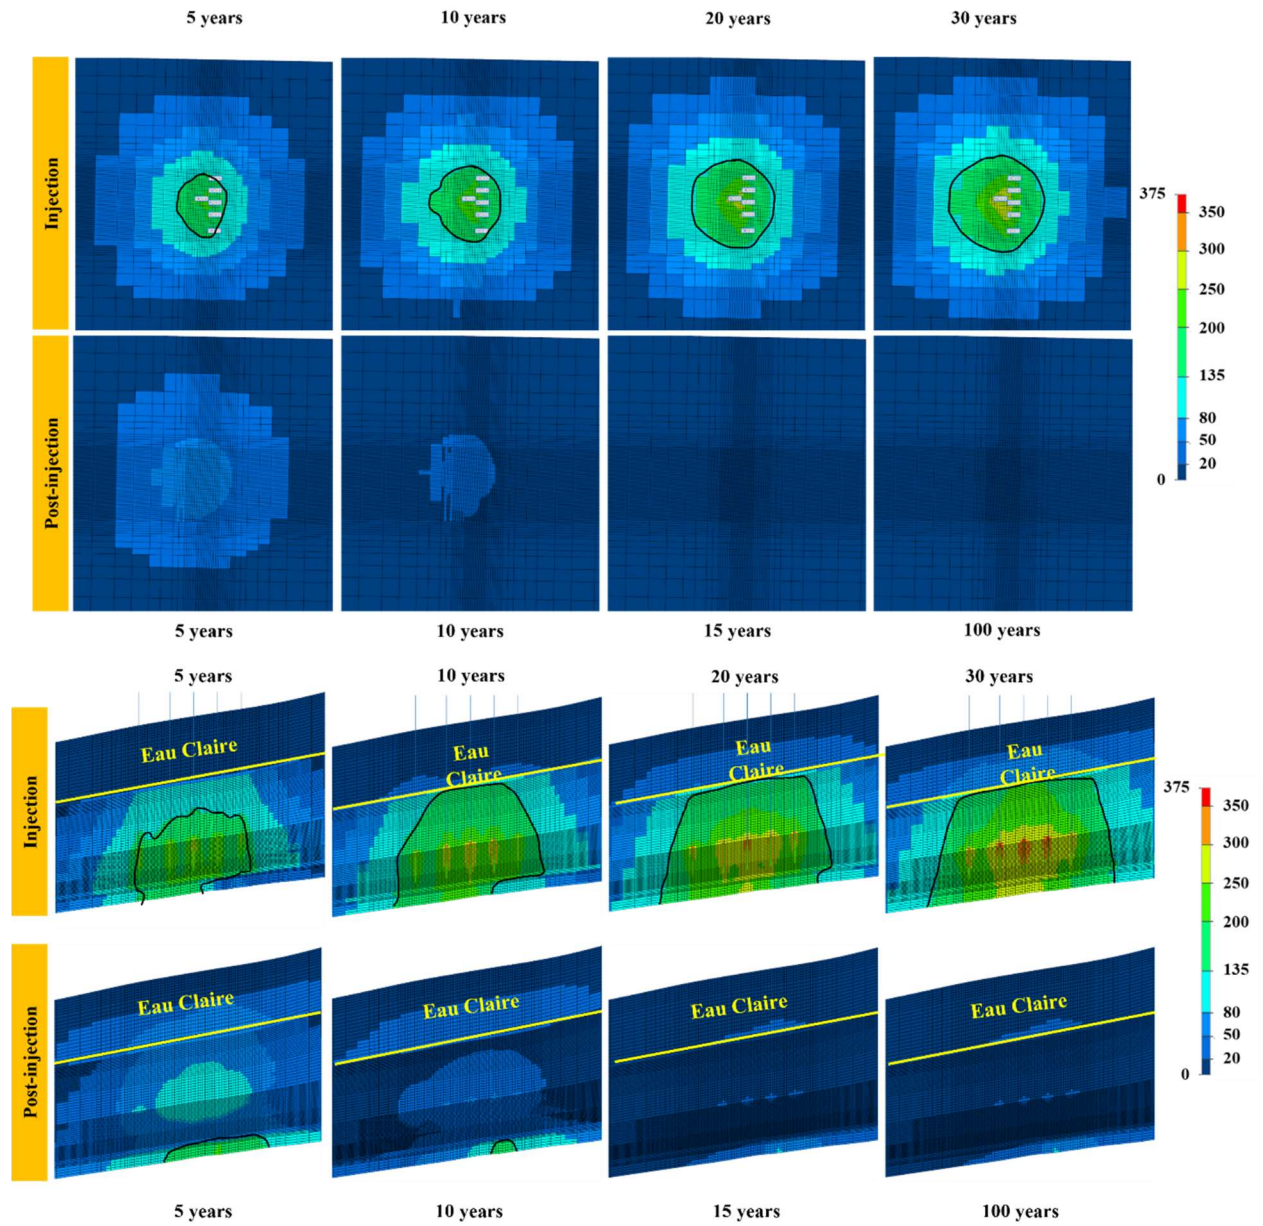 5 years
10 years
20 years
30 years
Injection
375
350
300
250
200
135
80
50
20
0
Post-injection
5 years
10 years
15 years
100 years
5 years
10 years
20 years
30 years
Injection
Eau Claire
Eau
Claire
Eau
Claire
Eau
Claire
375
350
300
250
200
135
80
50
20
0
Post-injection
Eau Claire
Eau Claire
Eau Claire
Eau Claire
5 years
10 years
15 years
100 years